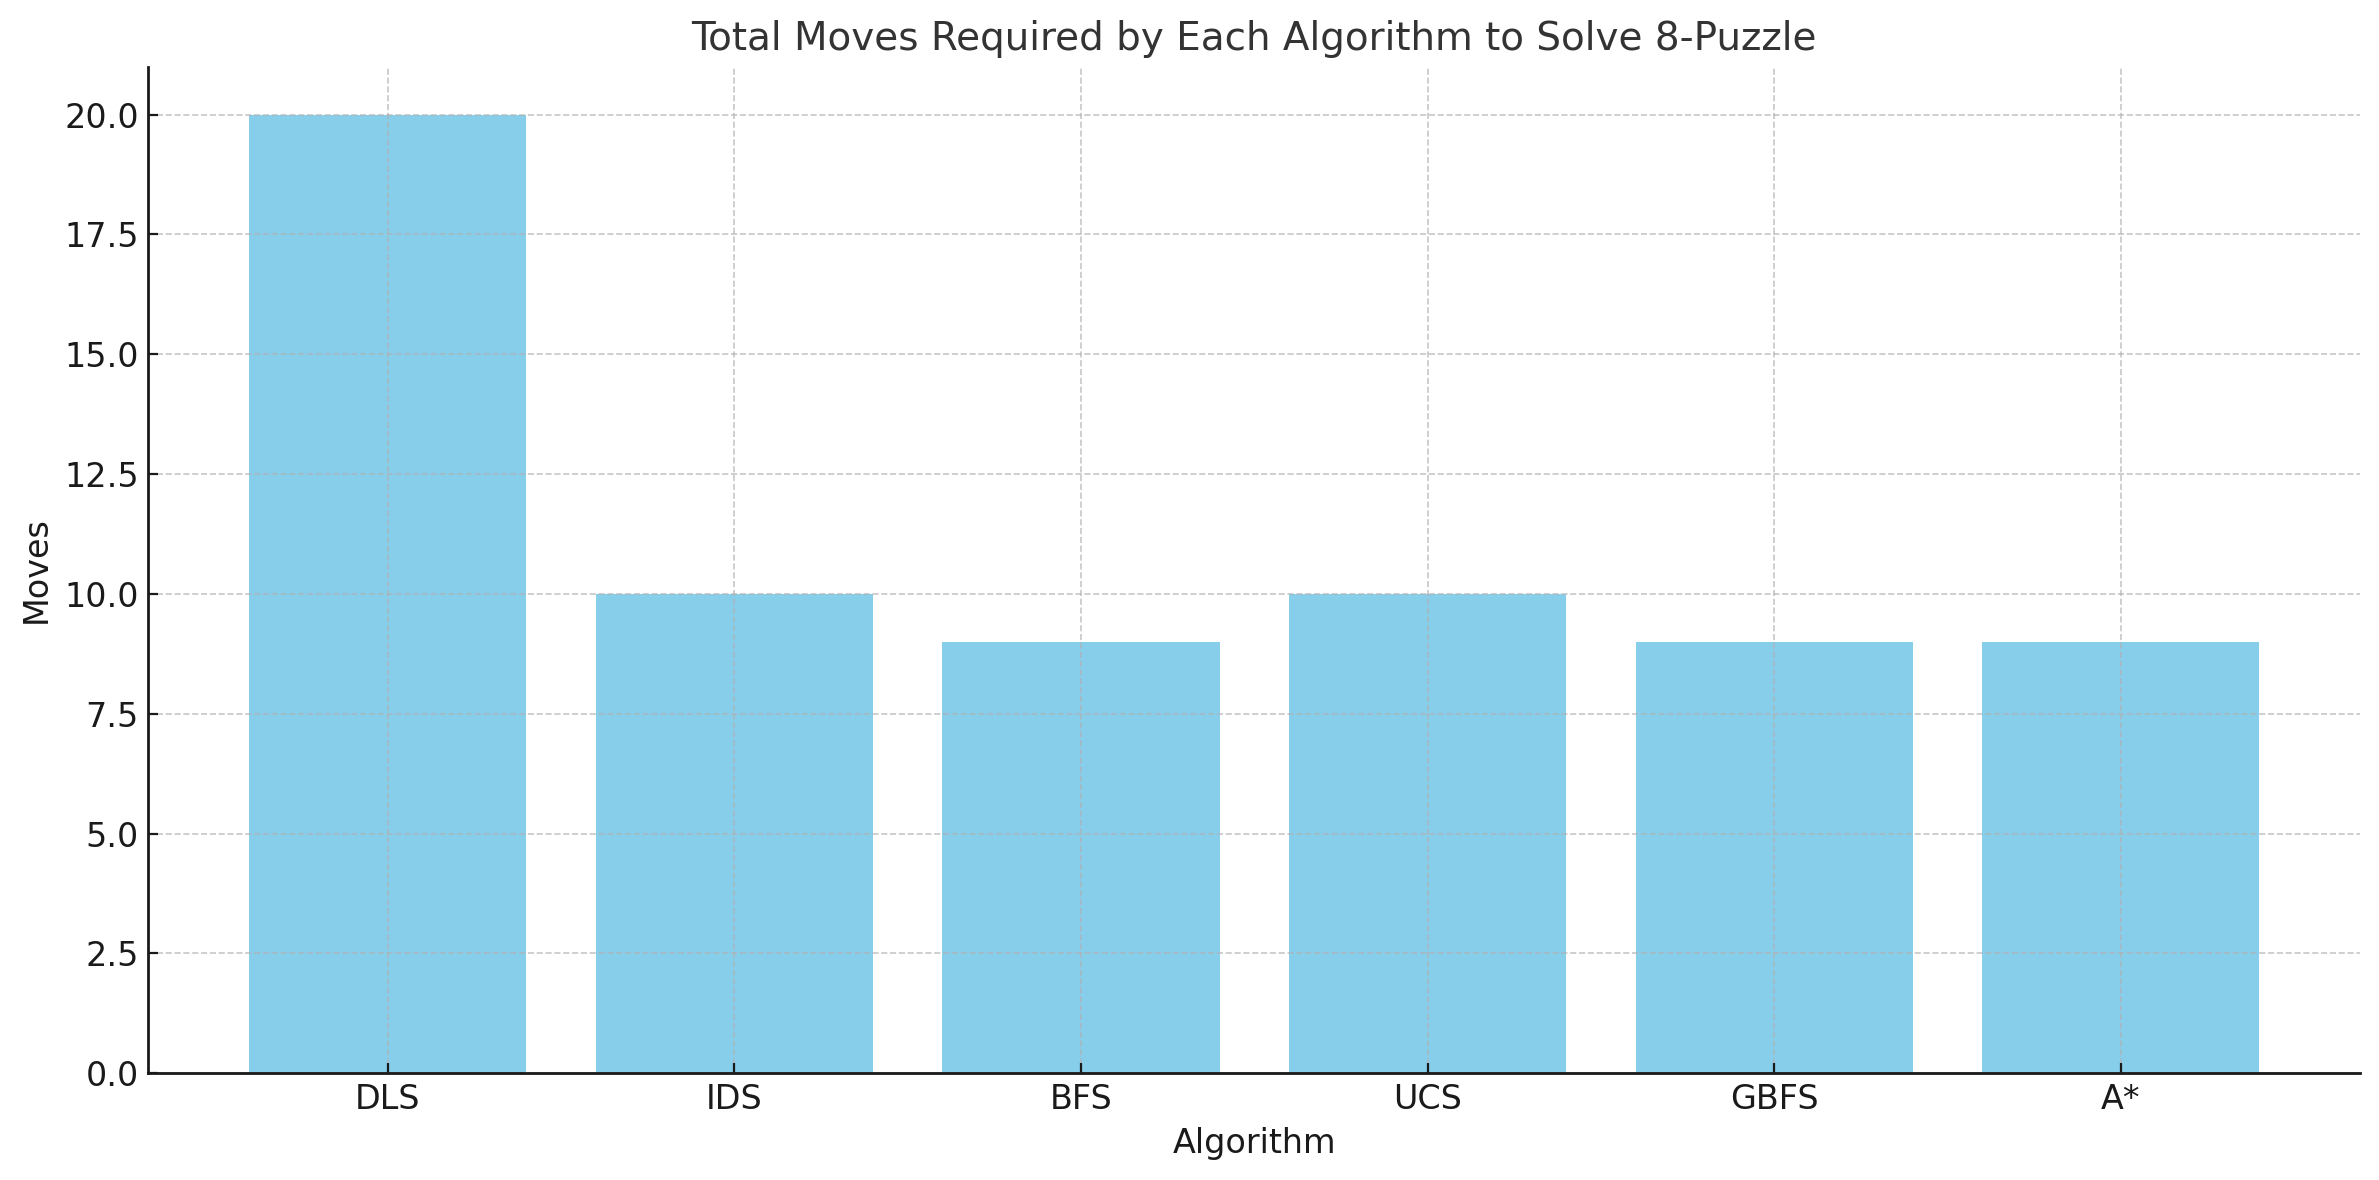 Total Moves Required by Each Algorithm to Solve 8-Puzzle
20.0
17.5
15.0
12.5
10.0
7.5
5.0
2.5
0.0
Moves
DLS IDS BFS UCS GBFS A*
Algorithm